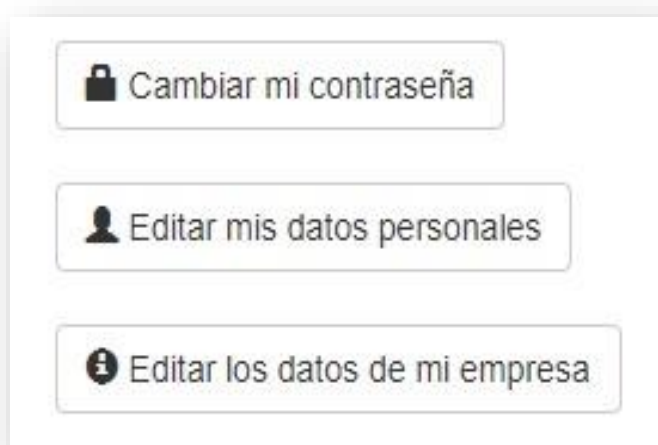 Cambiar mi contraseña
Editar mis datos personales
Editar los datos de mi empresa